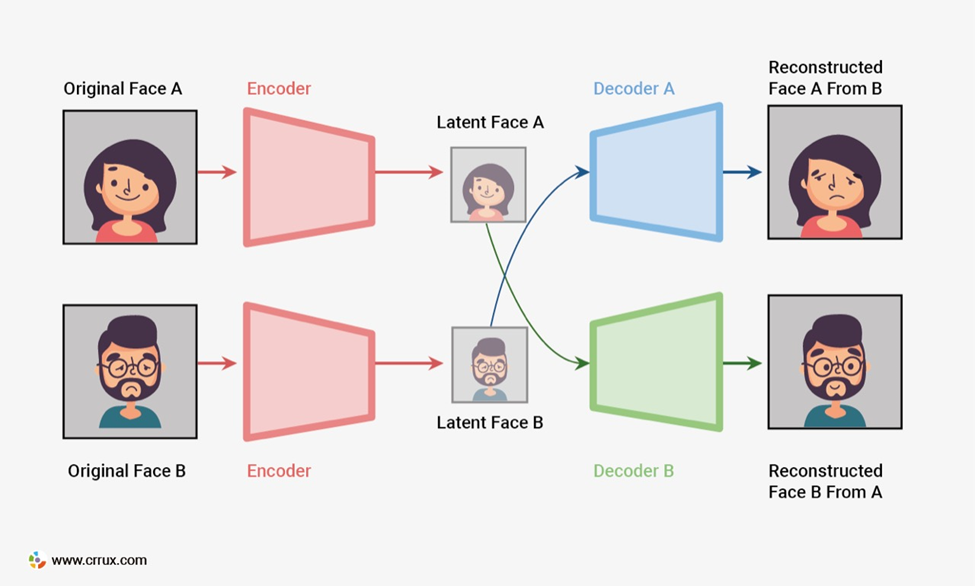 Original Face A
Encoder
Latent Face A
Decoder A
Reconstructed
Face A From B
Original Face B
Encoder
Latent Face B
Decoder B
Reconstructed
Face B From A
www.crrux.com